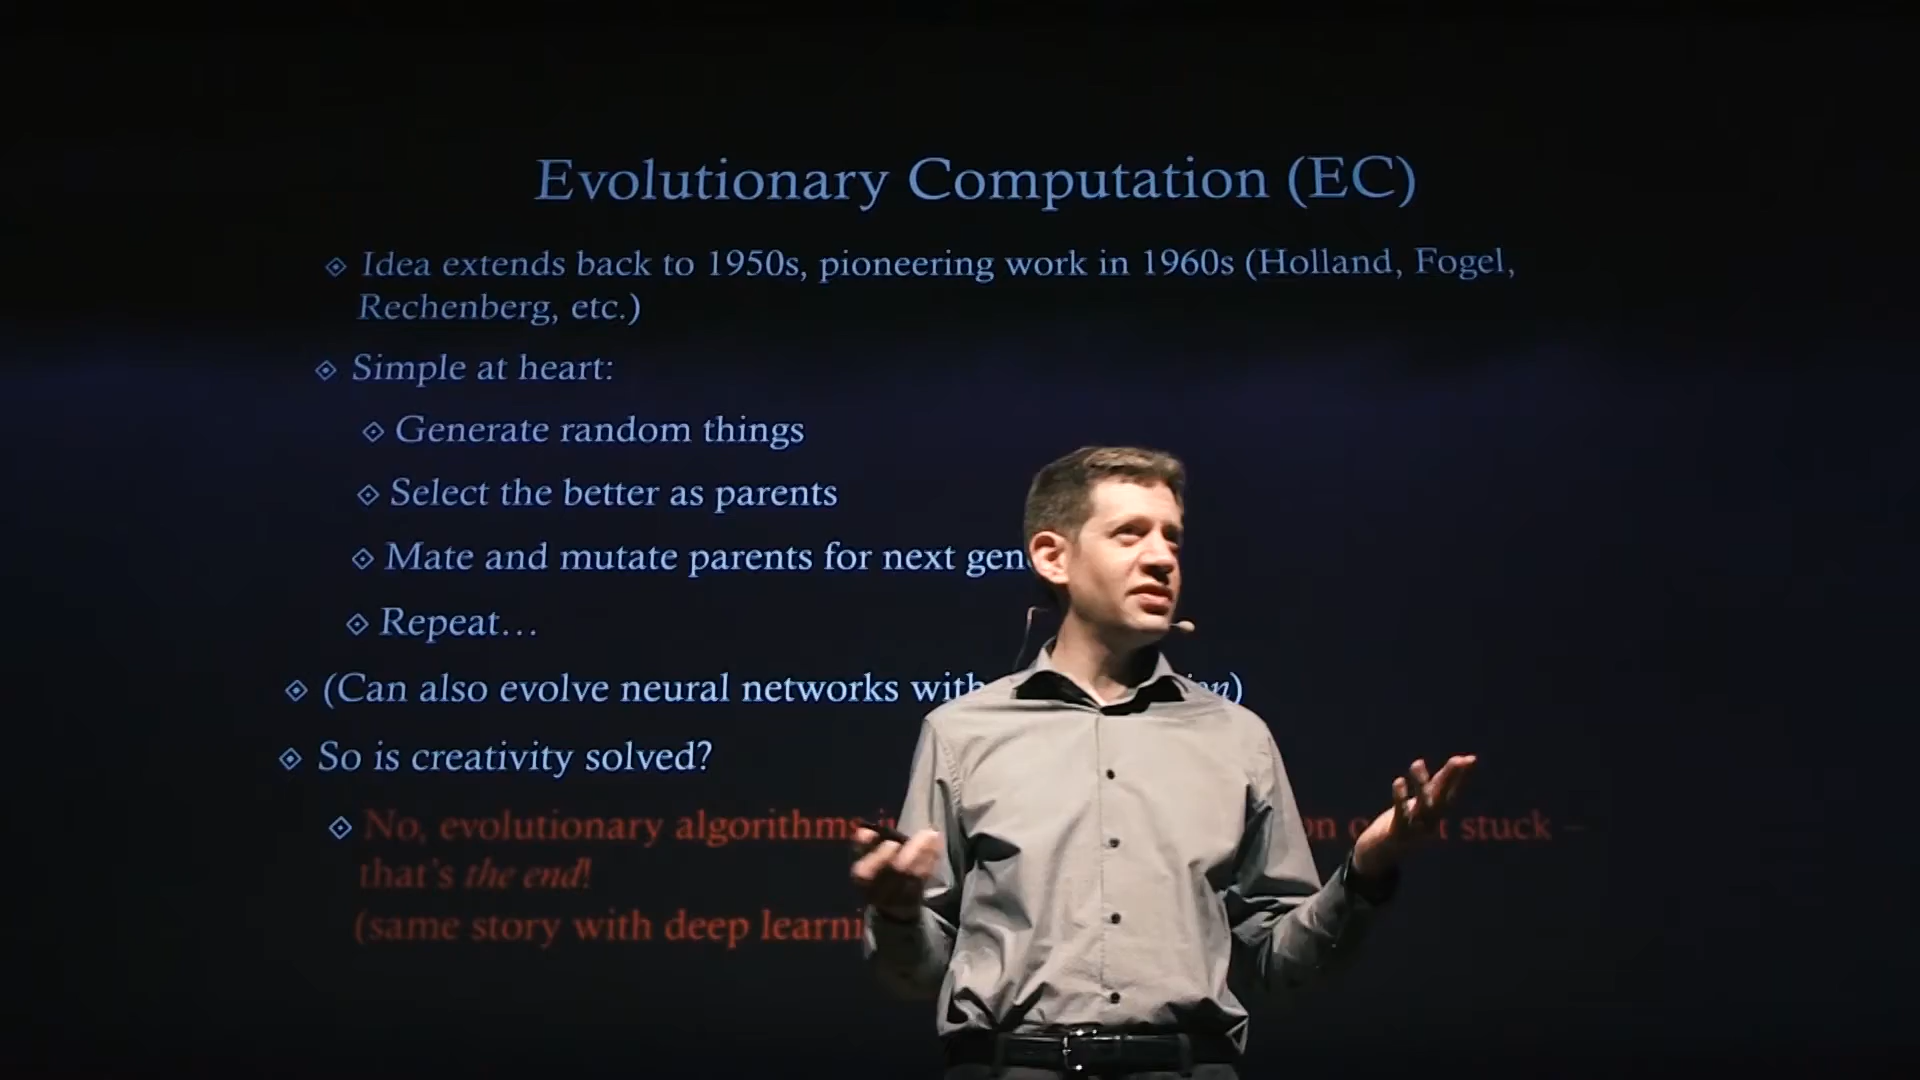 Evolutionary Computation (EC)
Idea extends back to 1950s, pioneering work in 1960s (Holland, Fogel,
Rechenberg, etc.)
Simple at heart:
Generate random things
Select the better as parents
Mate and mutate parents for next gen
Repeat…
(Can also evolve neural networks with
So is creativity solved?
No, evolutionary algorithms stuck –
that's the end!
(same story with deep